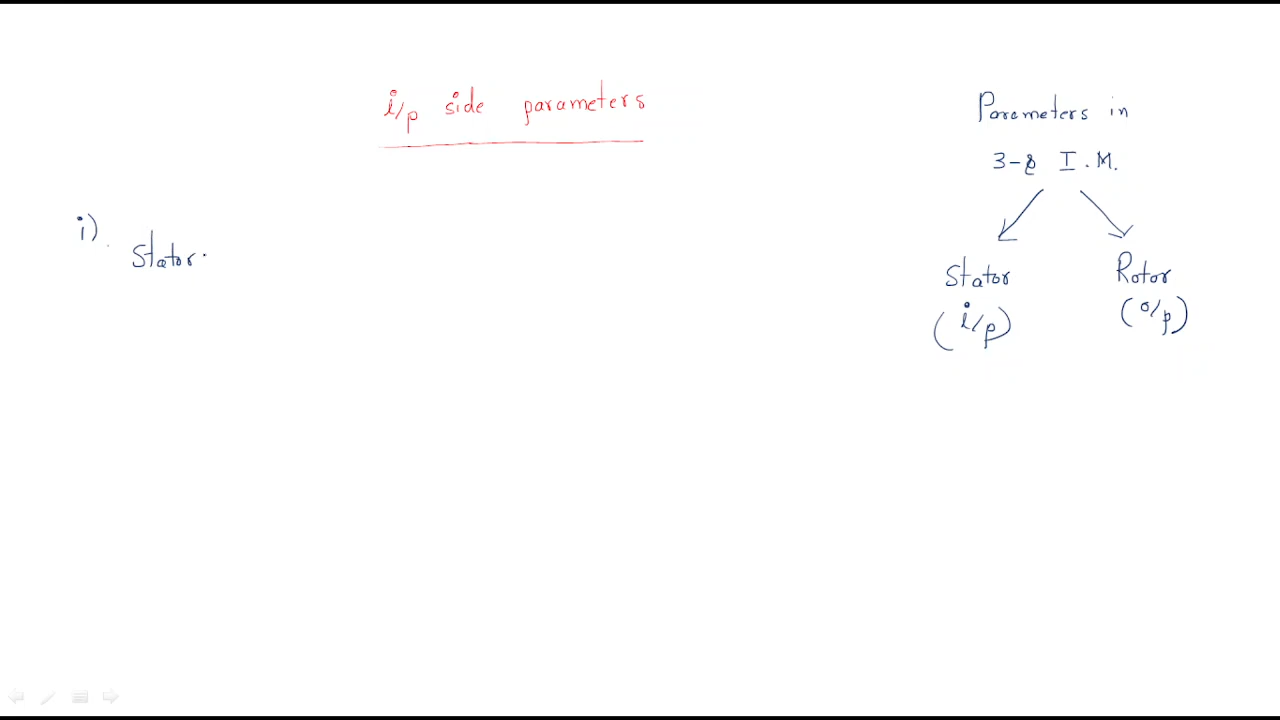 i/p side parameters
i) Stator
Parameters in
3-φ I.M.
Stator Rotor
(i/p) (o/p)